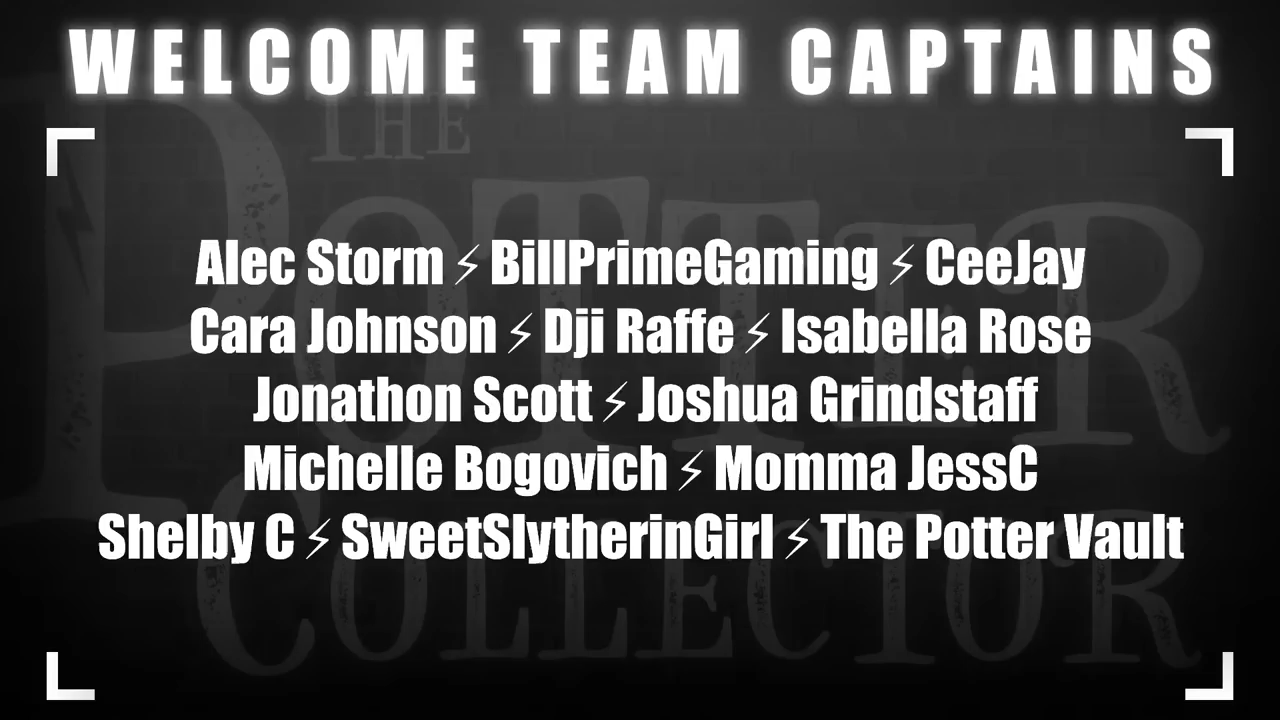 WELCOME TEAM CAPTAINS
THE
POTTER
COLLECTOR
Alec Storm ⚡ BillPrimeGaming ⚡ CeeJay
Cara Johnson ⚡ Dji Raffe ⚡ Isabella Rose
Jonathon Scott ⚡ Joshua Grindstaff
Michelle Bogovich ⚡ Momma JessC
Shelby C ⚡ SweetSlytherinGirl ⚡ The Potter Vault